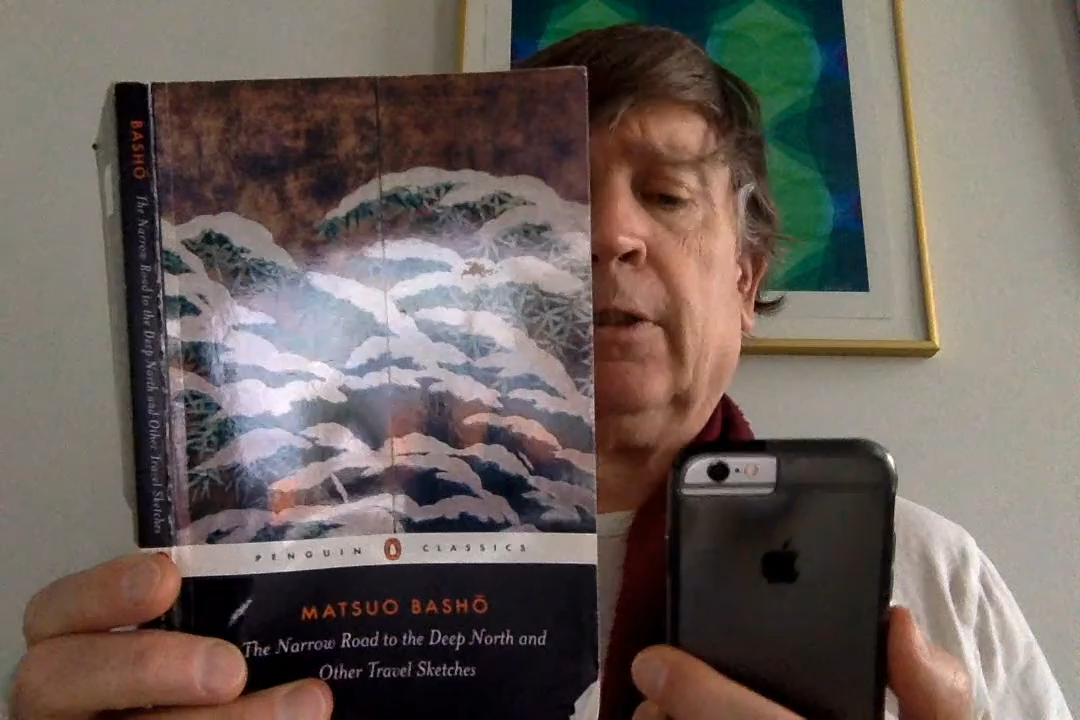 BASHŌ The Narrow Road to the Deep North and Other Travel Sketches
PENGUIN CLASSICS
MATSUO BASHŌ
The Narrow Road to the Deep North and
Other Travel Sketches